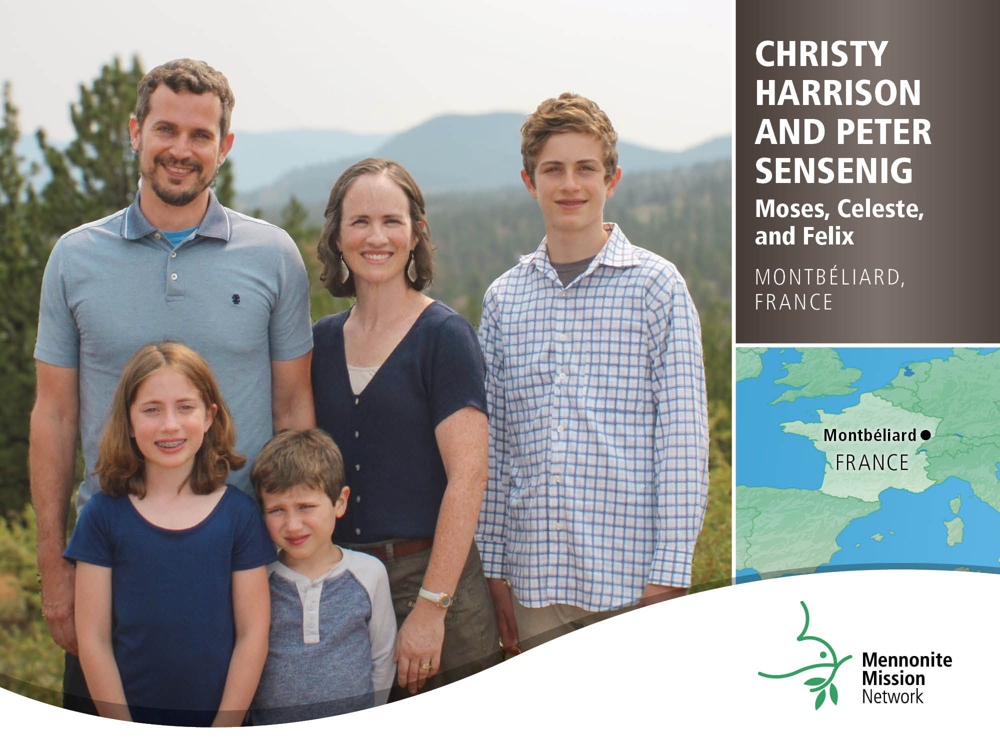 CHRISTY
HARRISON
AND PETER
SENSENIG
Moses, Celeste,
and Felix
MONTBÉLIARD,
FRANCE
Montbéliard
FRANCE
Mennonite
Mission
Network